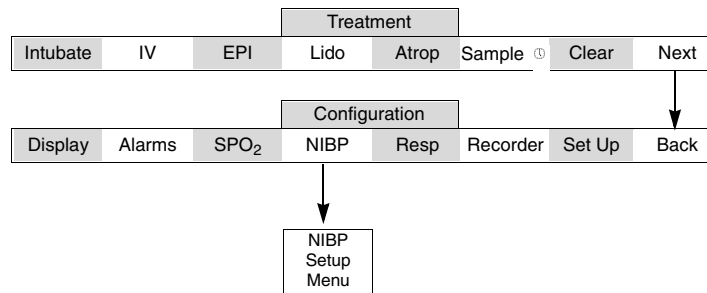 Treatment
Intubate IV EPI Lido Atrop Sample Clear Next
Configuration
Display Alarms SPO₂ NIBP Resp Recorder Set Up Back
NIBP
Setup
Menu